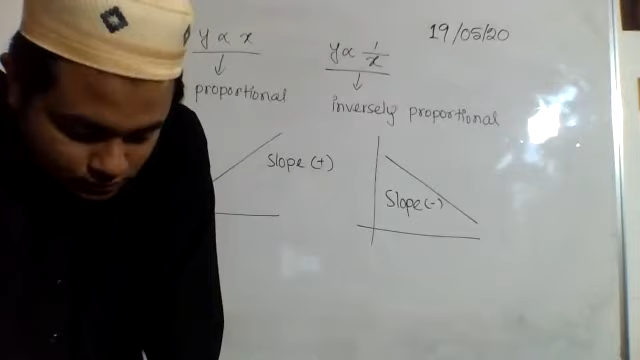 19/05/20
y ∝ x
y ∝ 1/x
↓
↓
proportional
inversely proportional
Slope (+)
Slope (-)